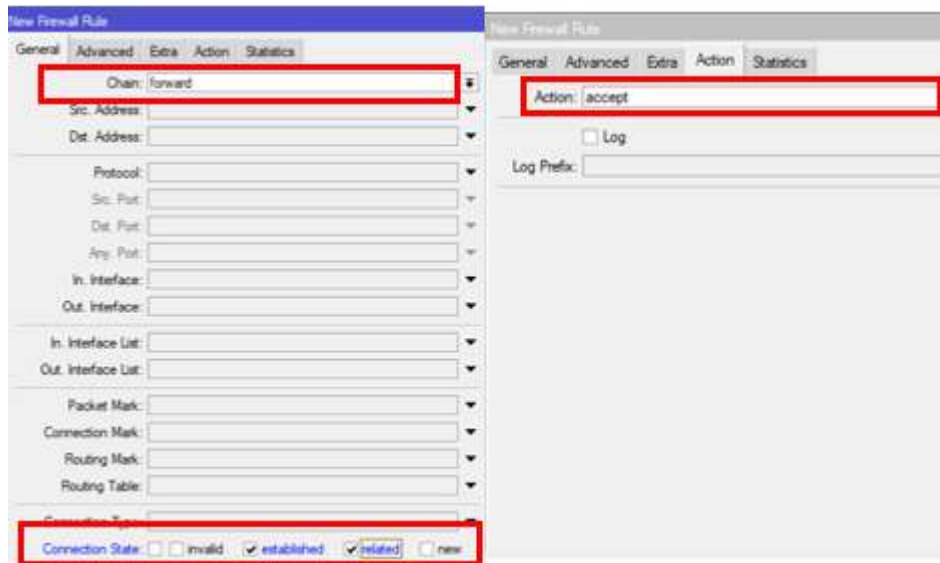 New Firewall Rule
General Advanced Extra Action Statistics
Chain: forward
Src. Address:
Dst. Address:
Protocol:
Src. Port:
Dst. Port:
Any. Port:
In. Interface:
Out. Interface:
In. Interface List:
Out. Interface List:
Packet Mark:
Connection Mark:
Routing Mark:
Routing Table:
Connection Type:
Connection State: invalid established related new
New Firewall Rule
General Advanced Extra Action Statistics
Action: accept
Log
Log Prefix: